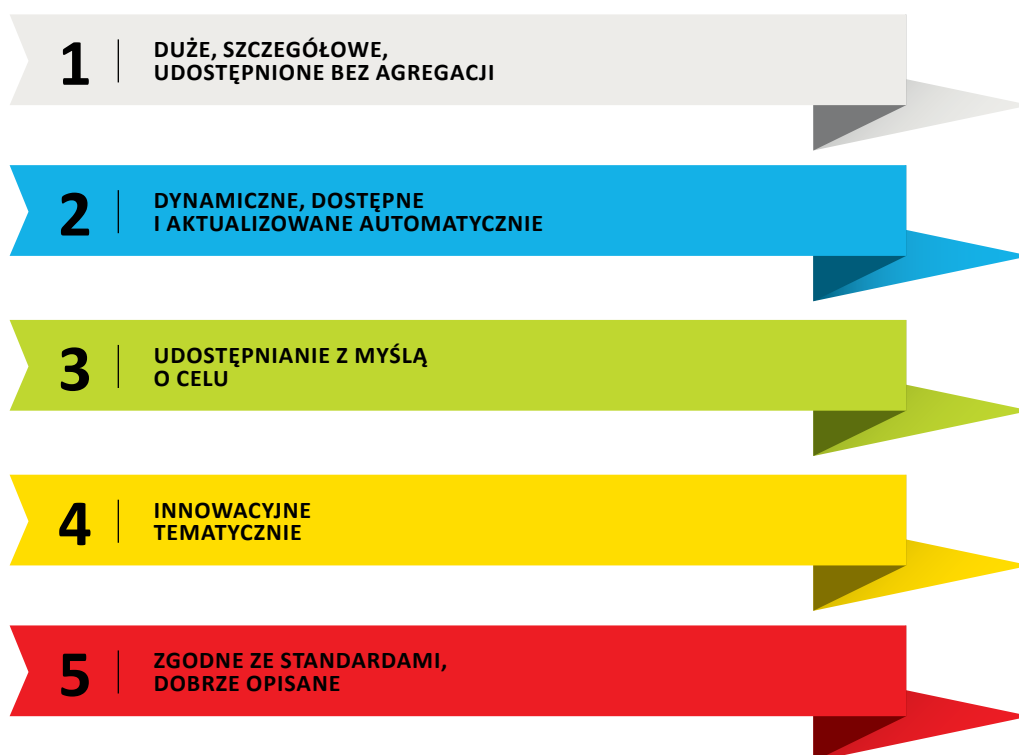 1
DUŻE, SZCZEGÓŁOWE,
UDOSTĘPNIONE BEZ AGREGACJI
2
DYNAMICZNE, DOSTĘPNE
I AKTUALIZOWANE AUTOMATYCZNIE
3
UDOSTĘPNIANIE Z MYŚLĄ
O CELU
4
INNOWACYJNE
TEMATYCZNIE
5
ZGODNE ZE STANDARDAMI,
DOBRZE OPISANE